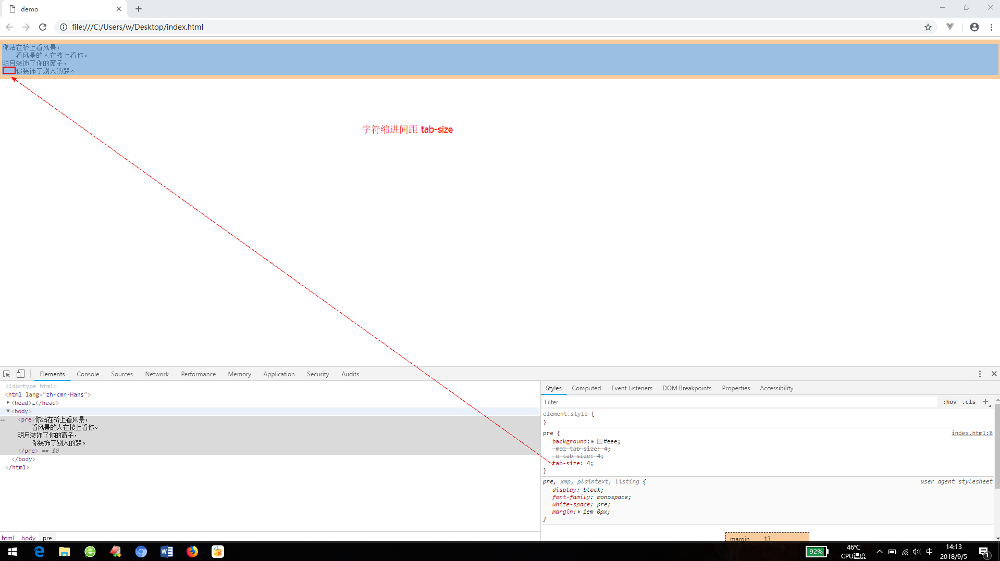 demo
file:///C:/Users/w/Desktop/index.html
你站在桥上看风景，
看风景的人在楼上看你。
明月装饰了你的窗子，
你装饰了别人的梦。
字符缩进间距 tab-size
Elements Console Sources Network Performance Memory Application Security Audits
<!doctype html>
<html lang="zh-cmn-Hans">
<head>…</head>
<body>
<pre>你站在桥上看风景，
看风景的人在楼上看你。
明月装饰了你的窗子，
你装饰了别人的梦。
</pre> == $0
</body>
</html>
html body pre
Styles Computed Event Listeners DOM Breakpoints Properties Accessibility
Filter :hov .cls
element.style {
}
pre { index.html:8
background: #eee;
-moz-tab-size: 4;
-o-tab-size: 4;
tab-size: 4;
}
pre, xmp, plaintext, listing { user agent stylesheet
display: block;
font-family: monospace;
white-space: pre;
margin: 1em 0px;
}
margin 13
92%
46℃
CPU温度
中
14:13
2018/9/5
1